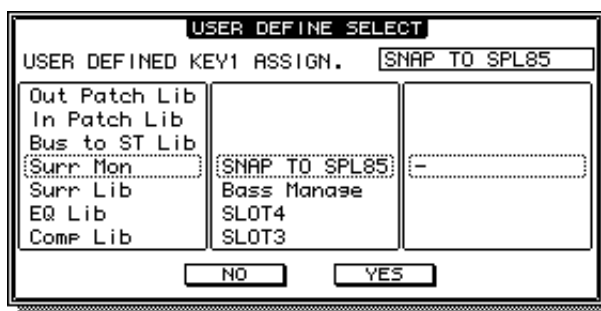 USER DEFINE SELECT
USER DEFINED KEY1 ASSIGN. SNAP TO SPL85
Out Patch Lib
In Patch Lib
Bus to ST Lib
Surr Mon SNAP TO SPL85 -
Surr Lib Bass Manage
EQ Lib SLOT4
Comp Lib SLOT3
NO YES